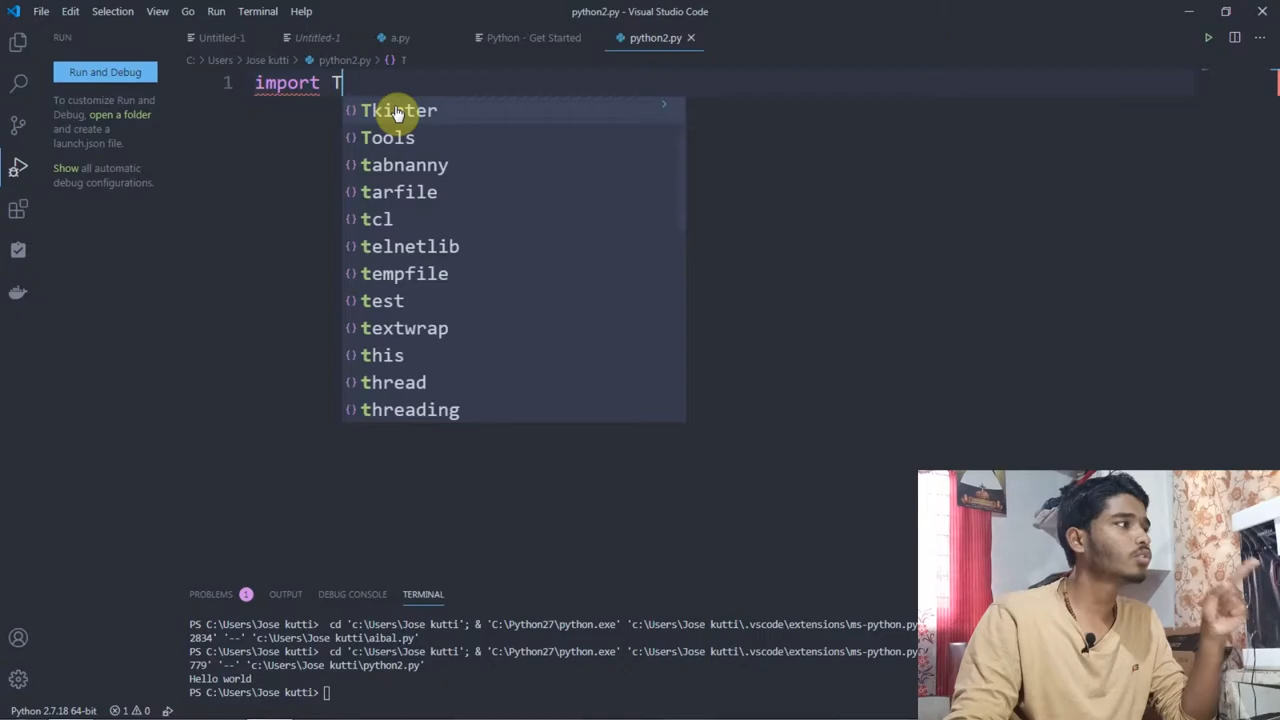 File Edit Selection View Go Run Terminal Help
python2.py - Visual Studio Code
RUN
Run and Debug
To customize Run and
Debug, open a folder
and create a
launch.json file.
Show all automatic
debug configurations.
Untitled-1 Untitled-1 a.py Python - Get Started python2.py
C: > Users > Jose kutti > python2.py > {} T
1 import T
{} Tkinter
{} Tools
{} tabnanny
{} tarfile
{} tcl
{} telnetlib
{} tempfile
{} test
{} textwrap
{} this
{} thread
{} threading
PROBLEMS 1 OUTPUT DEBUG CONSOLE TERMINAL
PS C:\Users\Jose kutti> cd 'c:\Users\Jose kutti'; & 'C:\Python27\python.exe' 'c:\Users\Jose kutti\.vscode\extensions\ms-python.py
2834' '--' 'c:\Users\Jose kutti\aibal.py'
PS C:\Users\Jose kutti> cd 'c:\Users\Jose kutti'; & 'C:\Python27\python.exe' 'c:\Users\Jose kutti\.vscode\extensions\ms-python.py
779' '--' 'c:\Users\Jose kutti\python2.py'
Hello world
PS C:\Users\Jose kutti>
Python 2.7.18 64-bit 1 0